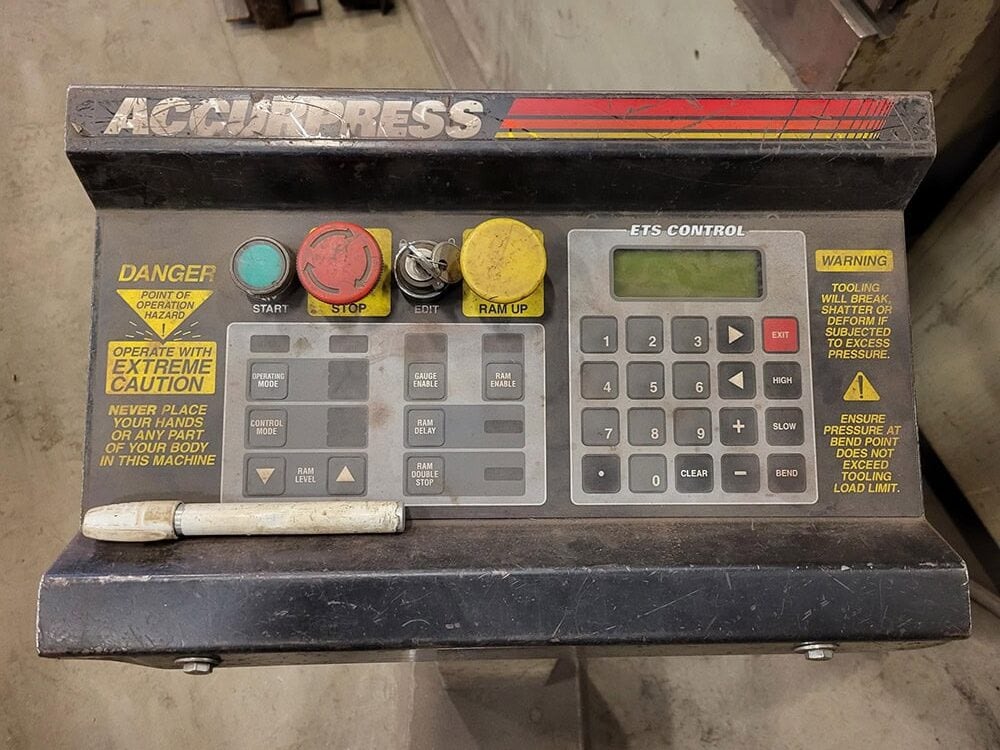 ACCURPRESS
ETS CONTROL
START
STOP
EDIT
RAM UP
DANGER
POINT OF
OPERATION
HAZARD
!
OPERATE WITH
EXTREME
CAUTION
NEVER PLACE
YOUR HANDS
OR ANY PART
OF YOUR BODY
IN THIS MACHINE
OPERATING
MODE
GAUGE
ENABLE
RAM
ENABLE
CONTROL
MODE
RAM
DELAY
RAM
LEVEL
RAM
DOUBLE
STOP
1 2 3 EXIT
4 5 6 HIGH
7 8 9 + SLOW
. 0 CLEAR - BEND
WARNING
TOOLING
WILL BREAK,
SHATTER OR
DEFORM IF
SUBJECTED
TO EXCESS
PRESSURE.
!
ENSURE
PRESSURE AT
BEND POINT
DOES NOT
EXCEED
TOOLING
LOAD LIMIT.